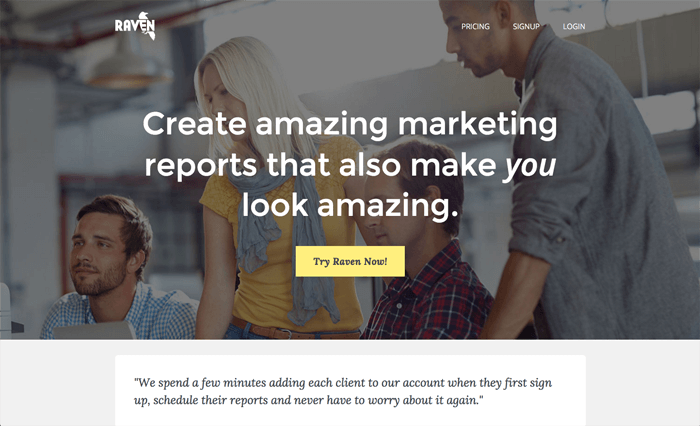 RAVEN
PRICING SIGNUP LOGIN
Create amazing marketing
reports that also make you
look amazing.
Try Raven Now!
"We spend a few minutes adding each client to our account when they first sign
up, schedule their reports and never have to worry about it again."